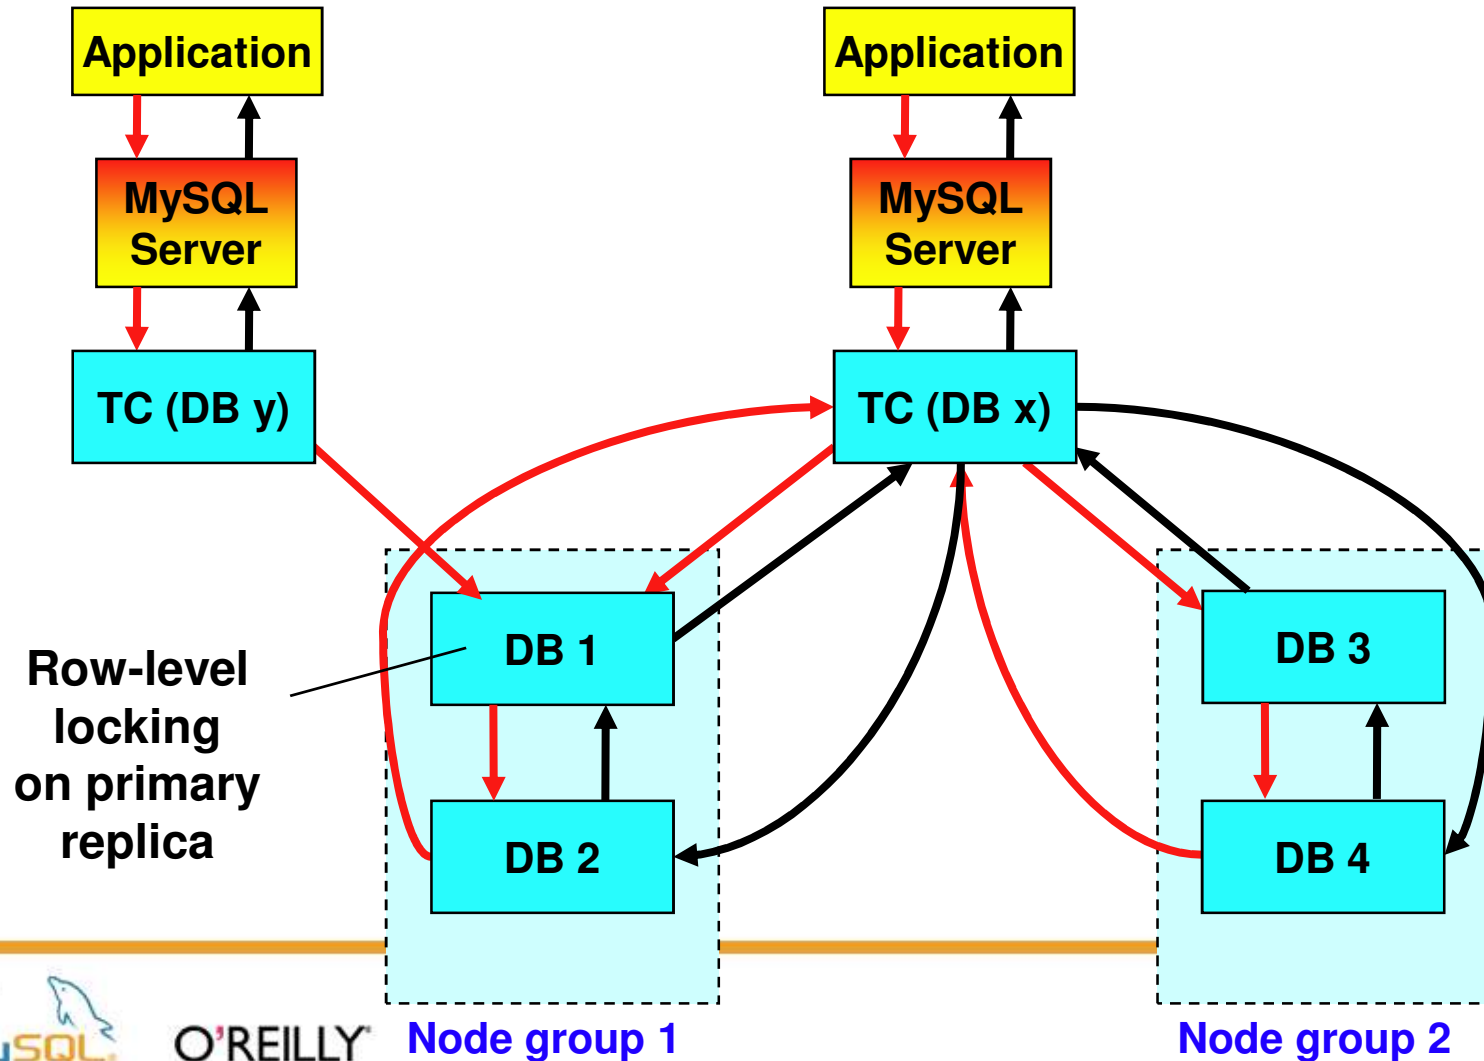 Application
Application
MySQL
Server
MySQL
Server
TC (DB y)
TC (DB x)
Row-level
locking
on primary
replica
DB 1
DB 2
DB 3
DB 4
O'REILLY
Node group 1
Node group 2